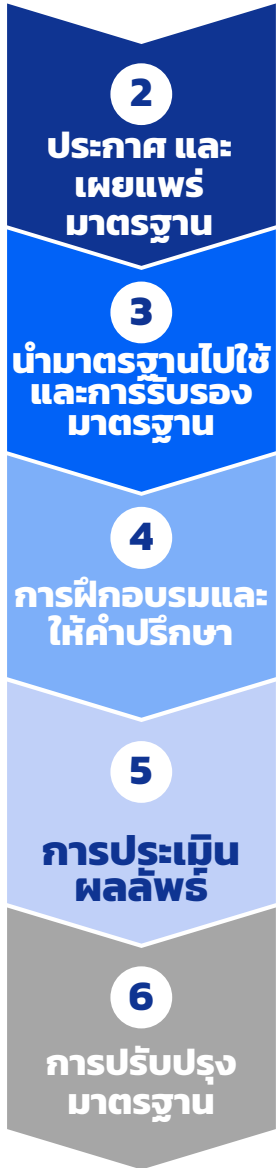 2
ประกาศ และ
เผยแพร่
มาตรฐาน
3
นำมาตรฐานไปใช้
และการรับรอง
มาตรฐาน
4
การฝึกอบรมและ
ให้คำปรึกษา
5
การประเมิน
ผลลัพธ์
6
การปรับปรุง
มาตรฐาน